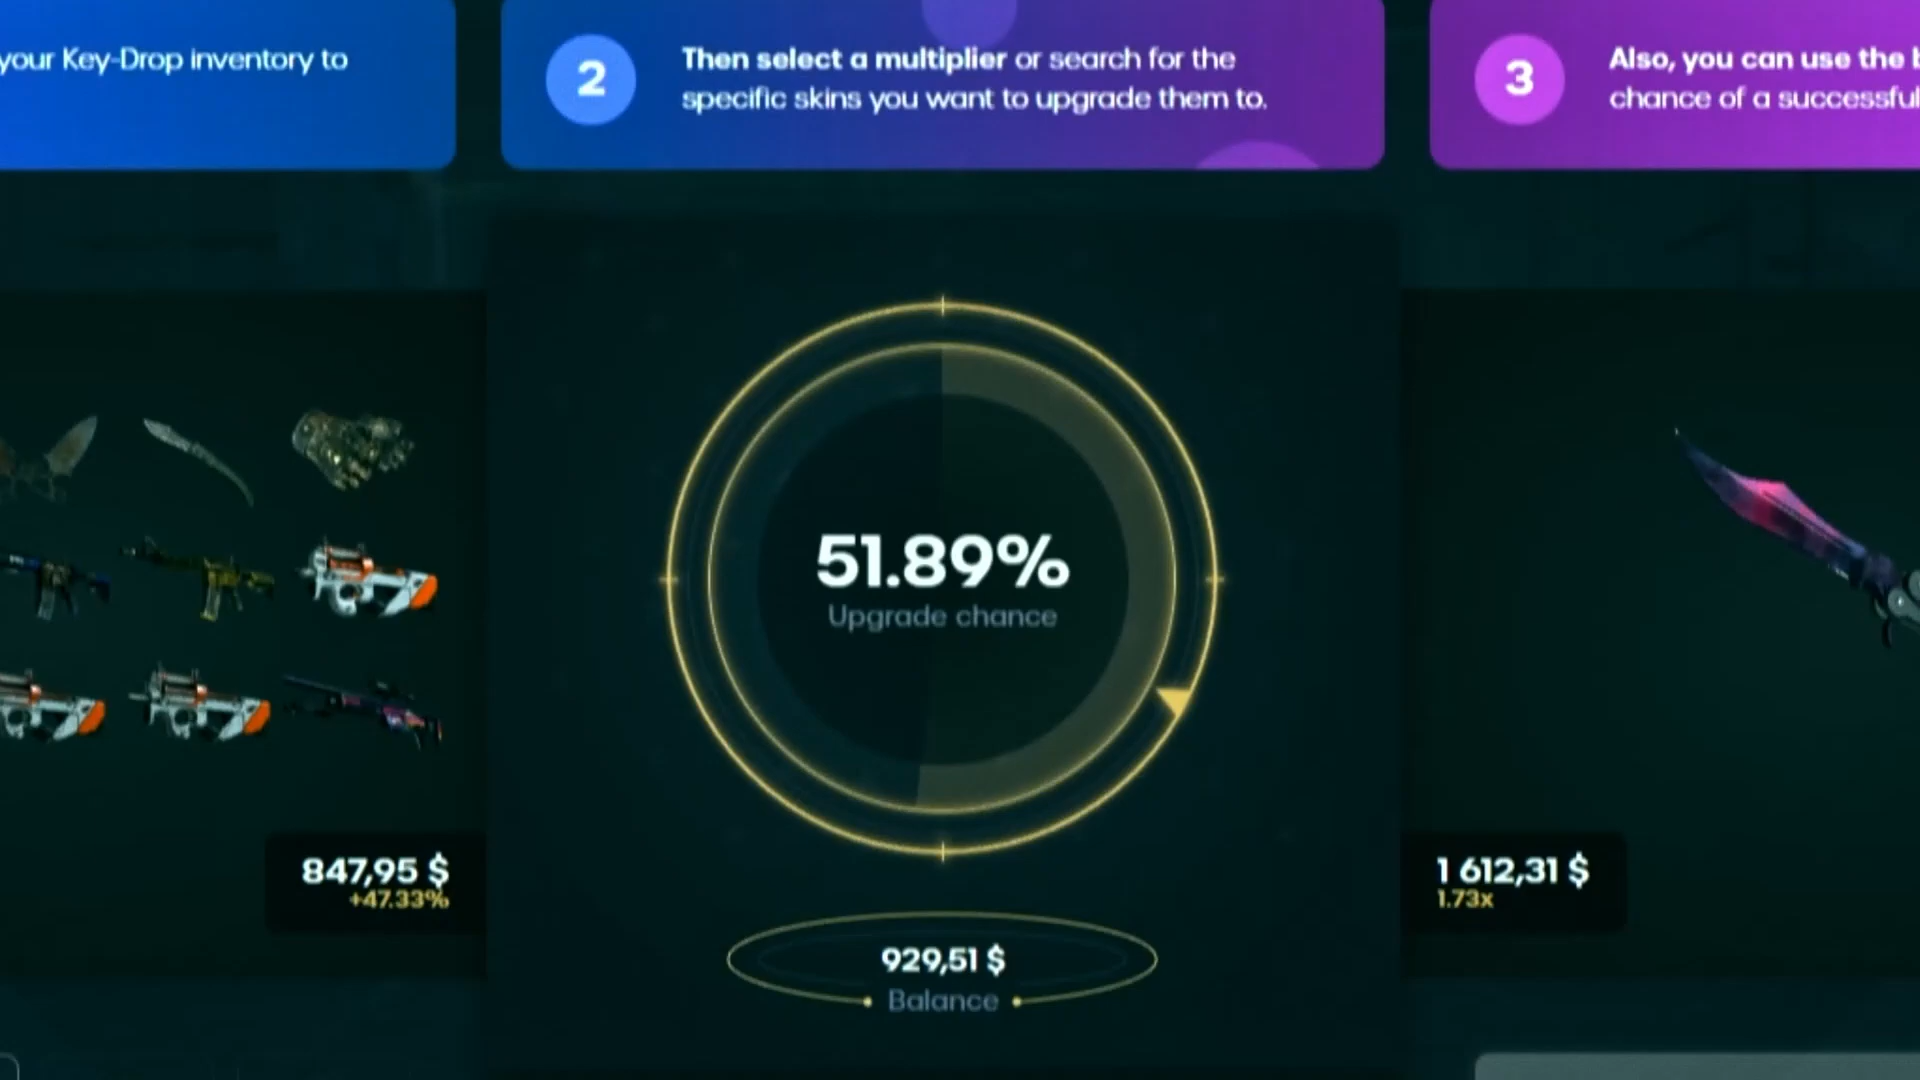 your Key-Drop inventory to
2
Then select a multiplier or search for the
specific skins you want to upgrade them to.
3
Also, you can use the b
chance of a successful
51.89%
Upgrade chance
847,95 $
+47.33%
1 612,31 $
1.73x
929,51 $
Balance